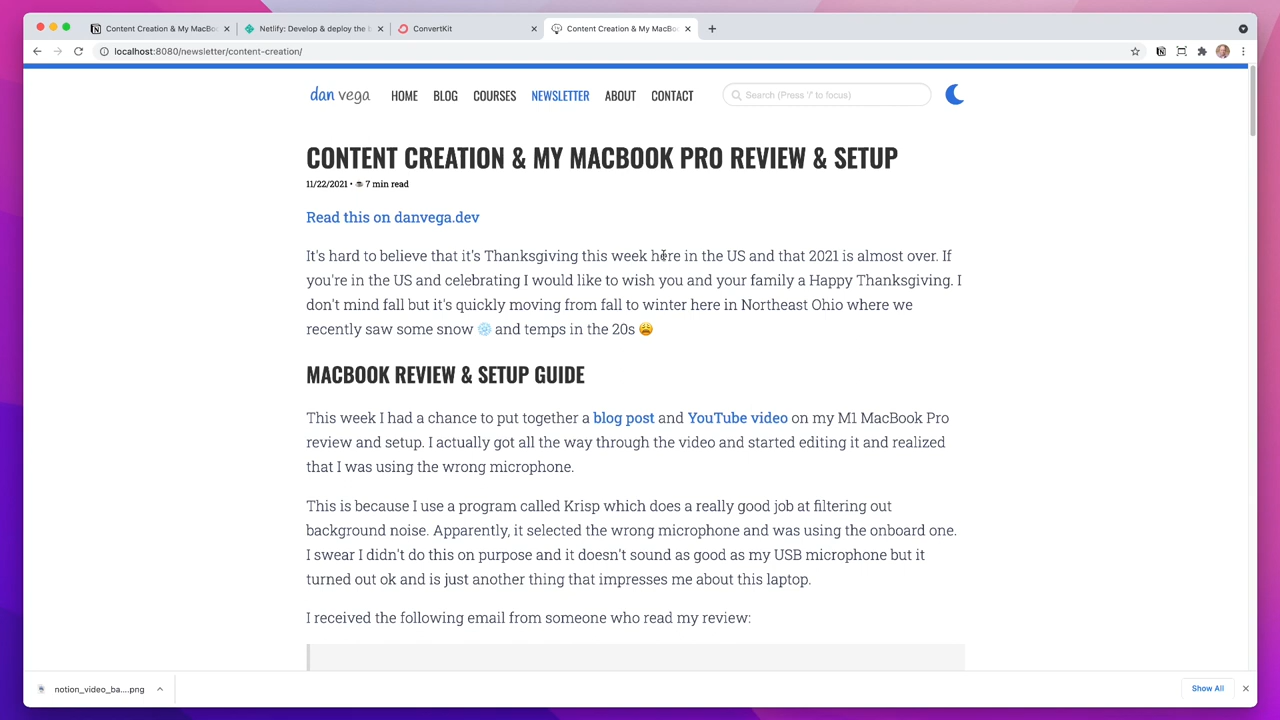 Content Creation & My MacBo
Netlify: Develop & deploy the b
ConvertKit
Content Creation & My MacBo
localhost:8080/newsletter/content-creation/
dan vega
HOME
BLOG
COURSES
NEWSLETTER
ABOUT
CONTACT
Search (Press '/' to focus)
CONTENT CREATION & MY MACBOOK PRO REVIEW & SETUP
11/22/2021 • 7 min read
Read this on danvega.dev
It's hard to believe that it's Thanksgiving this week here in the US and that 2021 is almost over. If
you're in the US and celebrating I would like to wish you and your family a Happy Thanksgiving. I
don't mind fall but it's quickly moving from fall to winter here in Northeast Ohio where we
recently saw some snow ❄️ and temps in the 20s 😩
MACBOOK REVIEW & SETUP GUIDE
This week I had a chance to put together a blog post and YouTube video on my M1 MacBook Pro
review and setup. I actually got all the way through the video and started editing it and realized
that I was using the wrong microphone.
This is because I use a program called Krisp which does a really good job at filtering out
background noise. Apparently, it selected the wrong microphone and was using the onboard one.
I swear I didn't do this on purpose and it doesn't sound as good as my USB microphone but it
turned out ok and is just another thing that impresses me about this laptop.
I received the following email from someone who read my review:
notion_video_ba....png
Show All